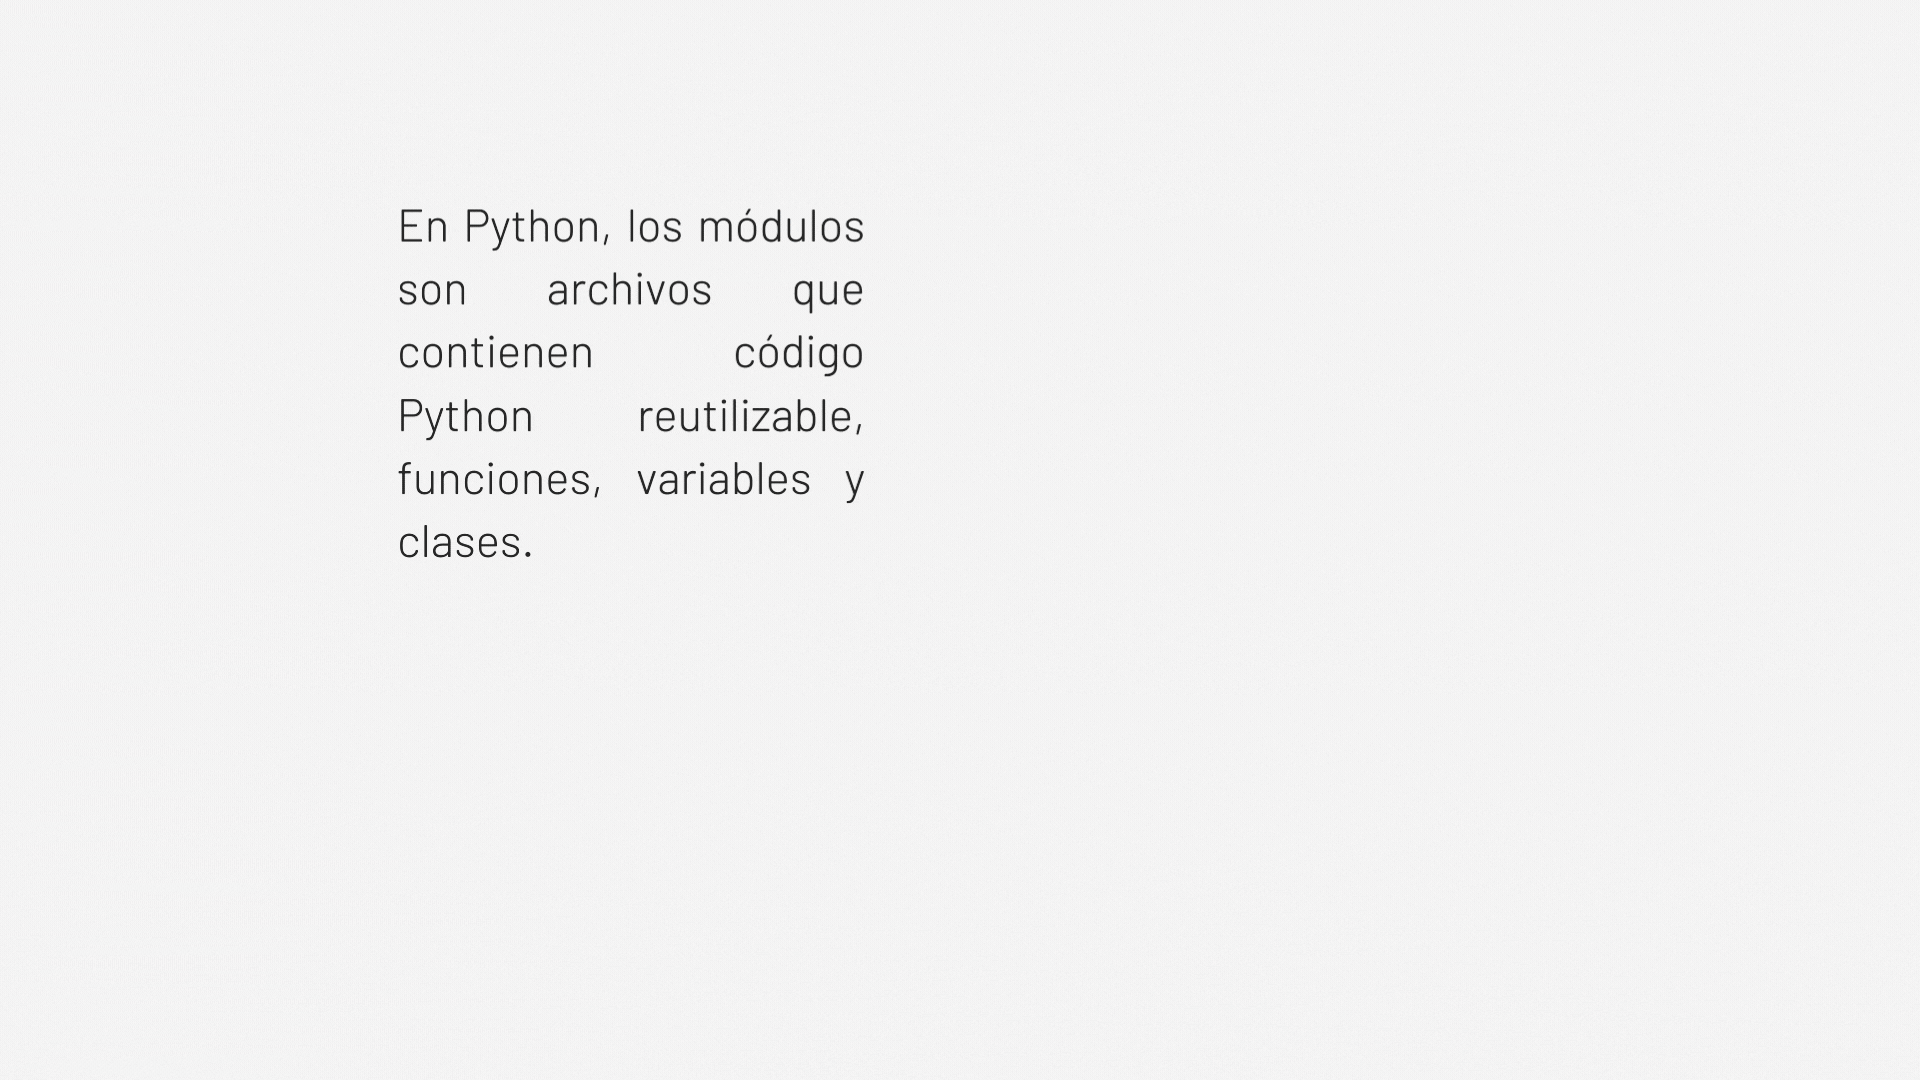 En Python, los módulos
son archivos que
contienen código
Python reutilizable,
funciones, variables y
clases.